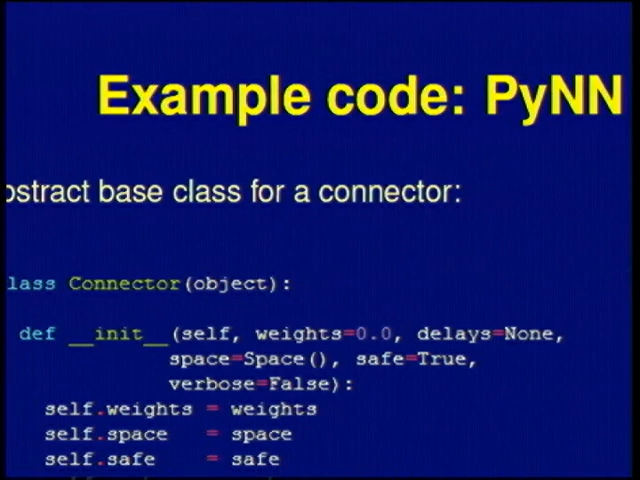 Example code: PyNN
bstract base class for a connector:
lass Connector(object):
def __init__(self, weights=0.0, delays=None,
space=Space(), safe=True,
verbose=False):
self.weights = weights
self.space = space
self.safe = safe